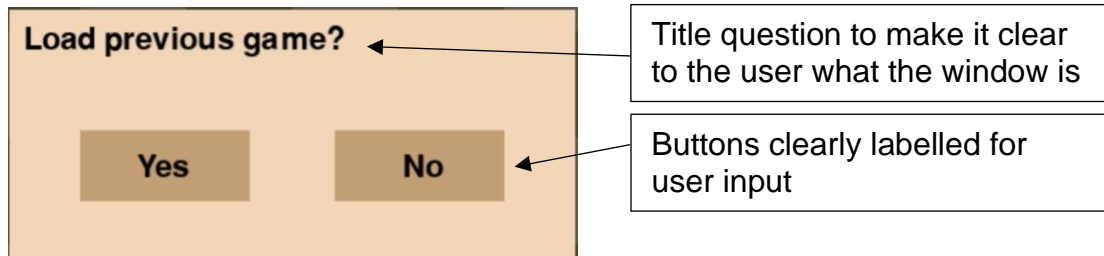 Load previous game?
Yes
No
Title question to make it clear
to the user what the window is
Buttons clearly labelled for
user input